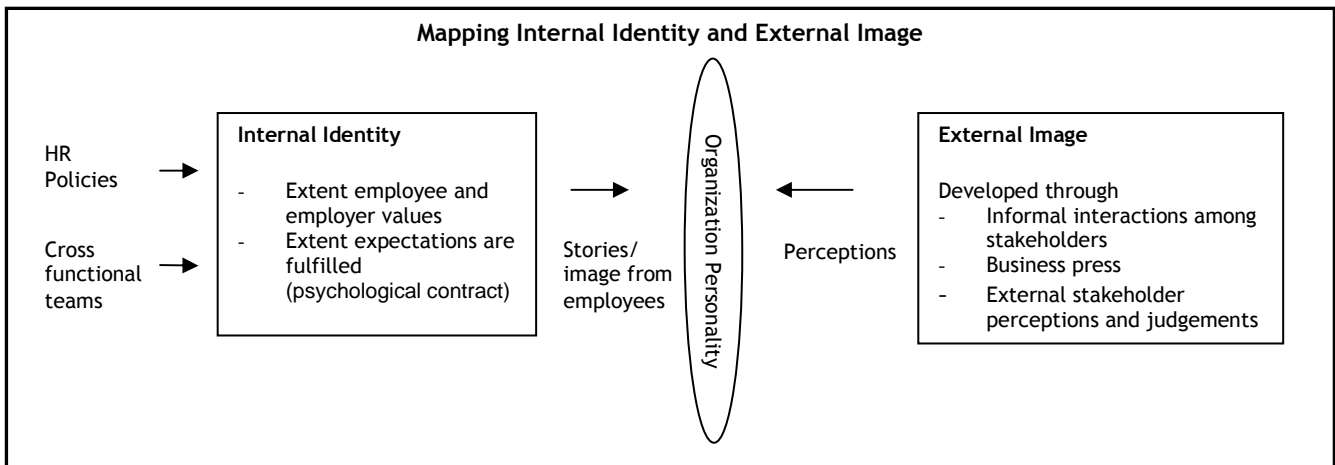 Mapping Internal Identity and External Image
HR
Policies
Cross
functional
teams
Internal Identity
- Extent employee and
employer values
- Extent expectations are
fulfilled
(psychological contract)
Stories/
image from
employees
Organization Personality
Perceptions
External Image
Developed through
- Informal interactions among
stakeholders
- Business press
- External stakeholder
perceptions and judgements